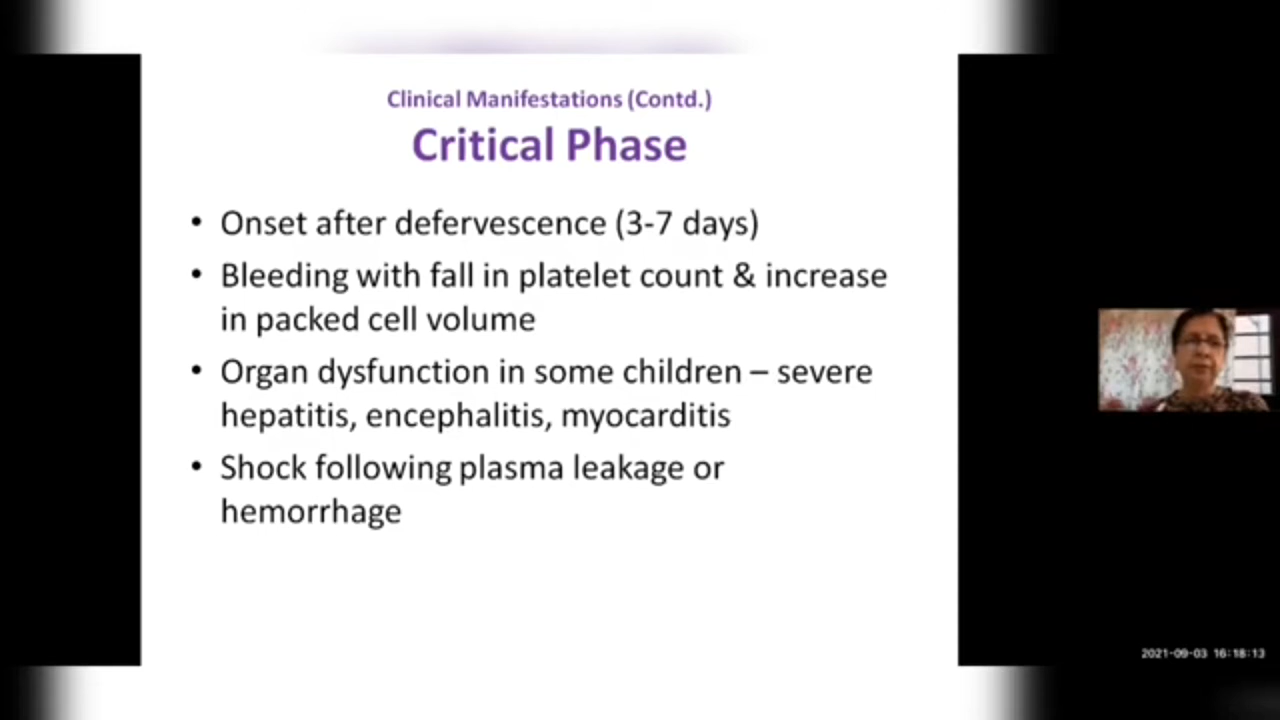 Clinical Manifestations (Contd.)
Critical Phase
• Onset after defervescence (3-7 days)
• Bleeding with fall in platelet count & increase
in packed cell volume
• Organ dysfunction in some children – severe
hepatitis, encephalitis, myocarditis
• Shock following plasma leakage or
hemorrhage
2021-09-03 16:18:13